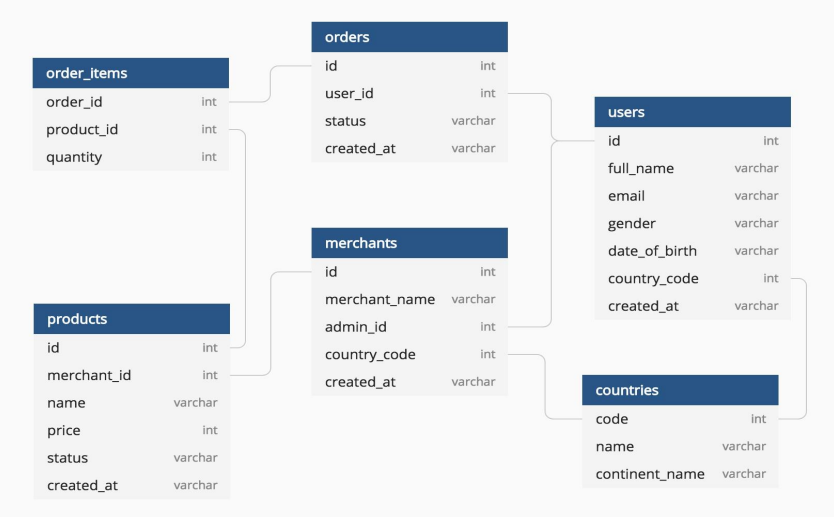 order_items
order_id int
product_id int
quantity int
orders
id int
user_id int
status varchar
created_at varchar
users
id int
full_name varchar
email varchar
gender varchar
date_of_birth varchar
country_code int
created_at varchar
merchants
id int
merchant_name varchar
admin_id int
country_code int
created_at varchar
products
id int
merchant_id int
name varchar
price int
status varchar
created_at varchar
countries
code int
name varchar
continent_name varchar